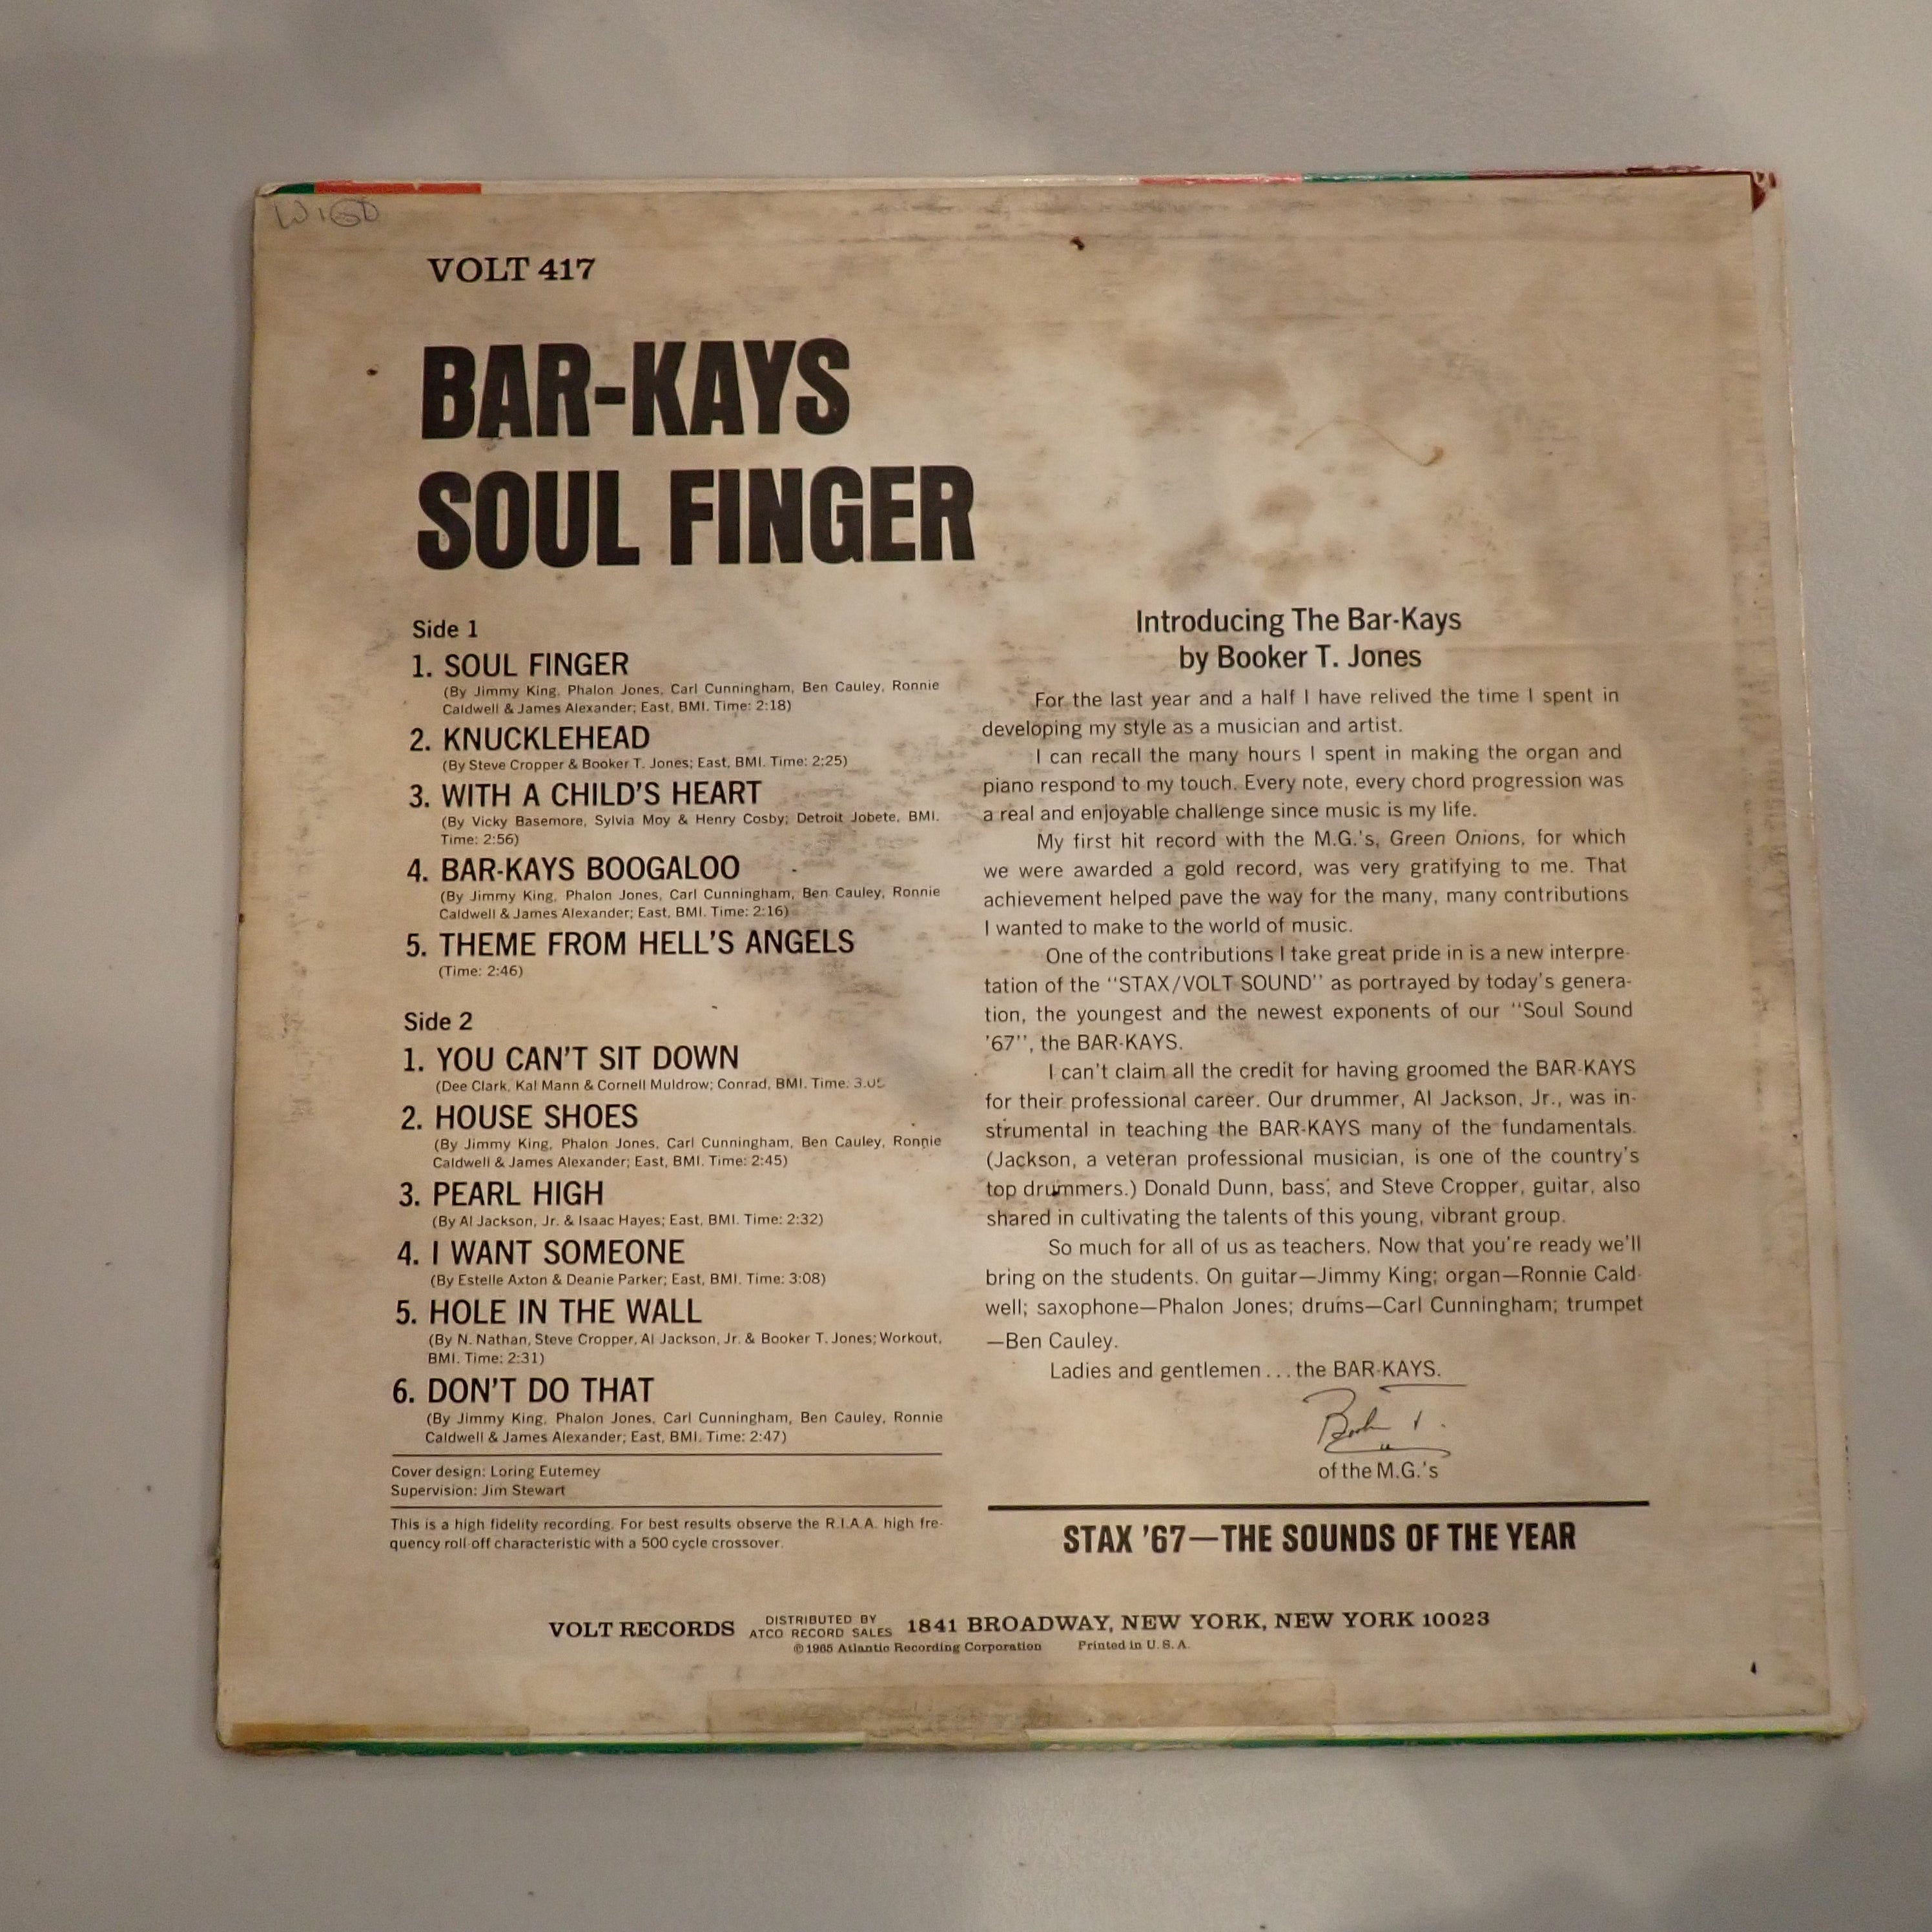 VOLT 417
BAR-KAYS
SOUL FINGER
Side 1
1. SOUL FINGER
(By Jimmy King, Phalon Jones, Carl Cunningham, Ben Cauley, Ronnie
Caldwell & James Alexander; East, BMI. Time: 2:18)
2. KNUCKLEHEAD
(By Steve Cropper & Booker T. Jones; East, BMI. Time: 2:25)
3. WITH A CHILD'S HEART
(By Vicky Basemore, Sylvia Moy & Henry Cosby; Detroit Jobete, BMI.
Time: 2:56)
4. BAR-KAYS BOOGALOO
(By Jimmy King, Phalon Jones, Carl Cunningham, Ben Cauley, Ronnie
Caldwell & James Alexander; East, BMI. Time: 2:16)
5. THEME FROM HELL'S ANGELS
(Time: 2:46)
Side 2
1. YOU CAN'T SIT DOWN
(Dee Clark, Kal Mann & Cornell Muldrow; Conrad, BMI. Time:
2. HOUSE SHOES
(By Jimmy King, Phalon Jones, Carl Cunningham, Ben Cauley, Ronnie
Caldwell & James Alexander; East, BMI. Time: 2:45)
3. PEARL HIGH
(By Al Jackson, Jr. & Isaac Hayes; East, BMI. Time: 2:32)
4. I WANT SOMEONE
(By Estelle Axton & Deanie Parker; East, BMI. Time: 3:08)
5. HOLE IN THE WALL
(By N. Nathan, Steve Cropper, Al Jackson, Jr. & Booker T. Jones; Workout,
BMI. Time: 2:31)
6. DON'T DO THAT
(By Jimmy King, Phalon Jones, Carl Cunningham, Ben Cauley, Ronnie
Caldwell & James Alexander; East, BMI. Time: 2:47)
Cover design: Loring Eutemey
Supervision: Jim Stewart
This is a high fidelity recording. For best results observe the R.I.A.A. high fre-
quency roll-off characteristic with a 500 cycle crossover.
Introducing The Bar-Kays
by Booker T. Jones
For the last year and a half I have relived the time I spent in
developing my style as a musician and artist.
I can recall the many hours I spent in making the organ and
piano respond to my touch. Every note, every chord progression was
a real and enjoyable challenge since music is my life.
My first hit record with the M.G.'s, Green Onions, for which
we were awarded a gold record, was very gratifying to me. That
achievement helped pave the way for the many, many contributions
I wanted to make to the world of music.
One of the contributions I take great pride in is a new interpre-
tation of the "STAX/VOLT SOUND" as portrayed by today's genera-
tion, the youngest and the newest exponents of our "Soul Sound
'67", the BAR-KAYS.
I can't claim all the credit for having groomed the BAR-KAYS
for their professional career. Our drummer, Al Jackson, Jr., was in-
strumental in teaching the BAR-KAYS many of the fundamentals.
(Jackson, a veteran professional musician, is one of the country's
top drummers.) Donald Dunn, bass; and Steve Cropper, guitar, also
shared in cultivating the talents of this young, vibrant group.
So much for all of us as teachers. Now that you're ready we'll
bring on the students. On guitar—Jimmy King; organ—Ronnie Cald-
well; saxophone—Phalon Jones; drums—Carl Cunningham; trumpet
—Ben Cauley.
Ladies and gentlemen...the BAR-KAYS.
Booker T.
of the M.G.'s
STAX '67—THE SOUNDS OF THE YEAR
VOLT RECORDS DISTRIBUTED BY ATCO RECORD SALES 1841 BROADWAY, NEW YORK, NEW YORK 10023
© 1965 Atlantic Recording Corporation Printed in U.S.A.